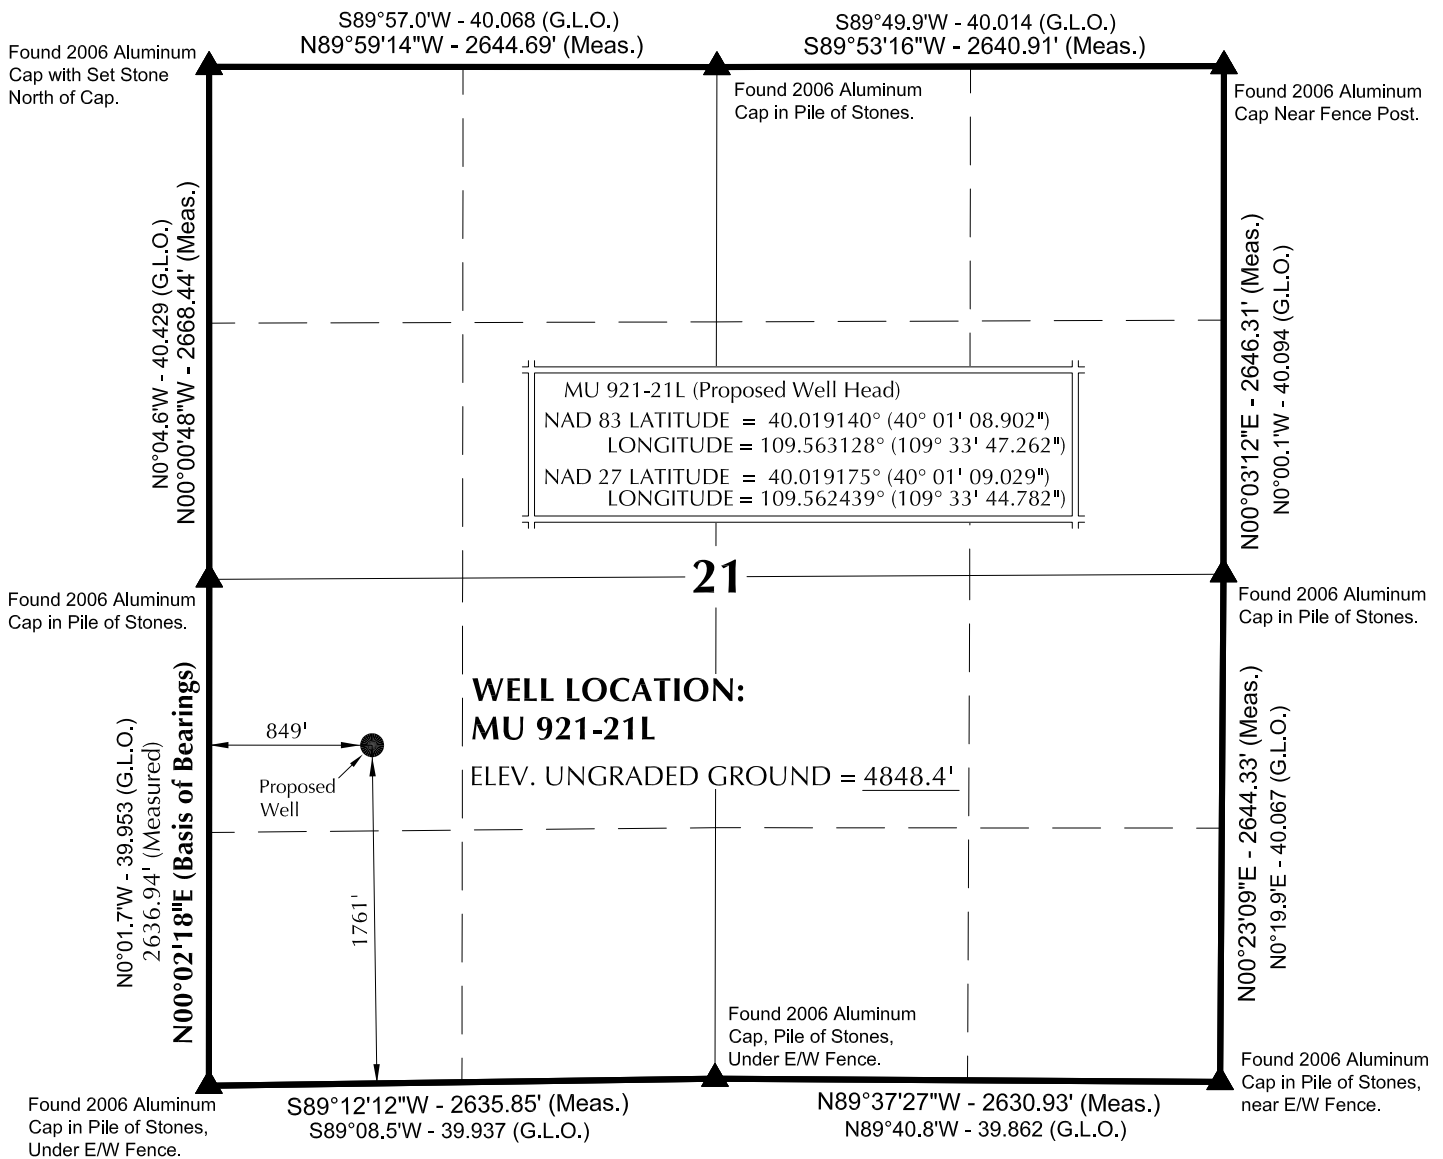 S89°57.0'W - 40.068 (G.L.O.)
N89°59'14"W - 2644.69' (Meas.)
S89°49.9'W - 40.014 (G.L.O.)
S89°53'16"W - 2640.91' (Meas.)
Found 2006 Aluminum
Cap with Set Stone
North of Cap.
Found 2006 Aluminum
Cap in Pile of Stones.
Found 2006 Aluminum
Cap Near Fence Post.
N0°04.6'W - 40.429 (G.L.O.)
N00°00'48"W - 2668.44' (Meas.)
N00°03'12"E - 2646.31' (Meas.)
N0°00.1'W - 40.094 (G.L.O.)
MU 921-21L (Proposed Well Head)
NAD 83 LATITUDE = 40.019140° (40° 01' 08.902")
LONGITUDE = 109.563128° (109° 33' 47.262")
NAD 27 LATITUDE = 40.019175° (40° 01' 09.029")
LONGITUDE = 109.562439° (109° 33' 44.782")
21
Found 2006 Aluminum
Cap in Pile of Stones.
Found 2006 Aluminum
Cap in Pile of Stones.
WELL LOCATION:
MU 921-21L
ELEV. UNGRADED GROUND = 4848.4'
849'
Proposed
Well
1761'
N0°01.7'W - 39.953 (G.L.O.)
2636.94' (Measured)
N00°02'18"E (Basis of Bearings)
N00°23'09"E - 2644.33' (Meas.)
N0°19.9'E - 40.067 (G.L.O.)
Found 2006 Aluminum
Cap, Pile of Stones,
Under E/W Fence.
Found 2006 Aluminum
Cap in Pile of Stones,
near E/W Fence.
Found 2006 Aluminum
Cap in Pile of Stones,
Under E/W Fence.
S89°12'12"W - 2635.85' (Meas.)
S89°08.5'W - 39.937 (G.L.O.)
N89°37'27"W - 2630.93' (Meas.)
N89°40.8'W - 39.862 (G.L.O.)